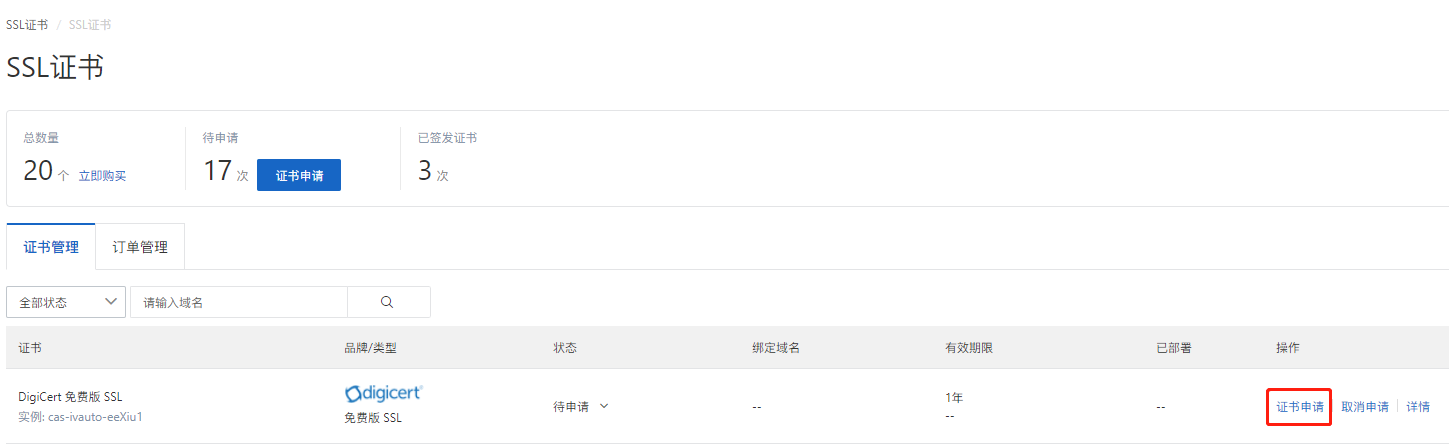 SSL证书 / SSL证书
SSL证书
总数量 待申请 已签发证书
20 个 立即购买 17 次 证书申请 3 次
证书管理 订单管理
全部状态 请输入域名
证书 品牌/类型 状态 绑定域名 有效期限 已部署 操作
DigiCert 免费版 SSL digicert 待申请 -- 1年 -- 证书申请 取消申请 详情
实例: cas-ivauto-eeXiu1 免费版 SSL --